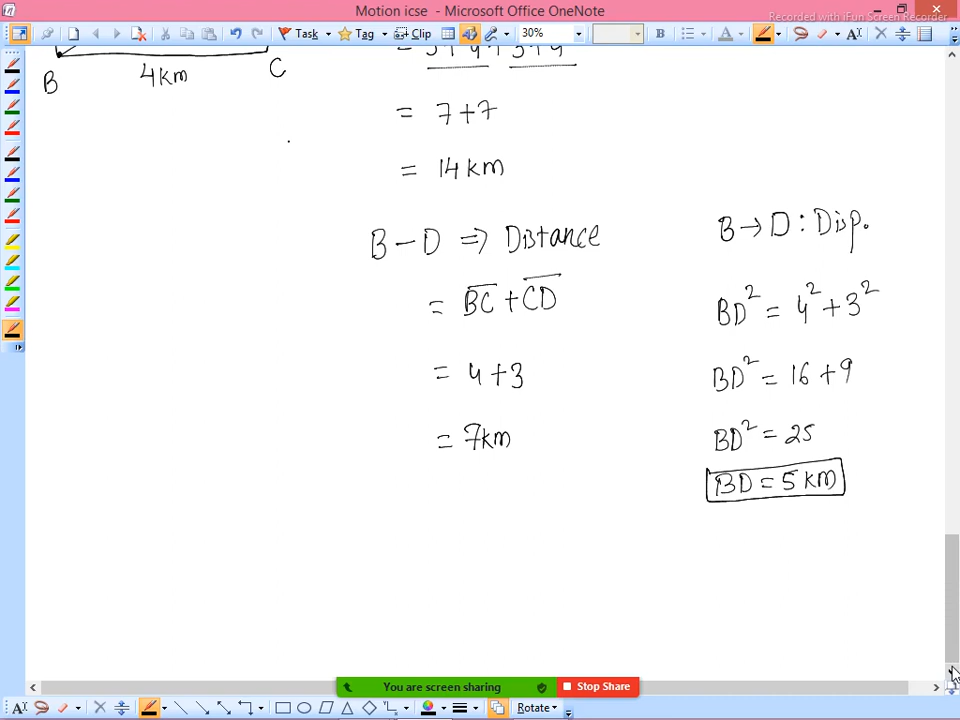 Motion icse - Microsoft Office OneNote
Recorded with iFun Screen Recorder
Task Tag Clip 30% B A
B 4km C
= 7+7
= 14 km
B - D ⇒ Distance
= BC + CD
= 4 + 3
= 7km
B → D : Disp.
BD² = 4² + 3²
BD² = 16 + 9
BD² = 25
BD = 5 km
You are screen sharing Stop Share
Rotate